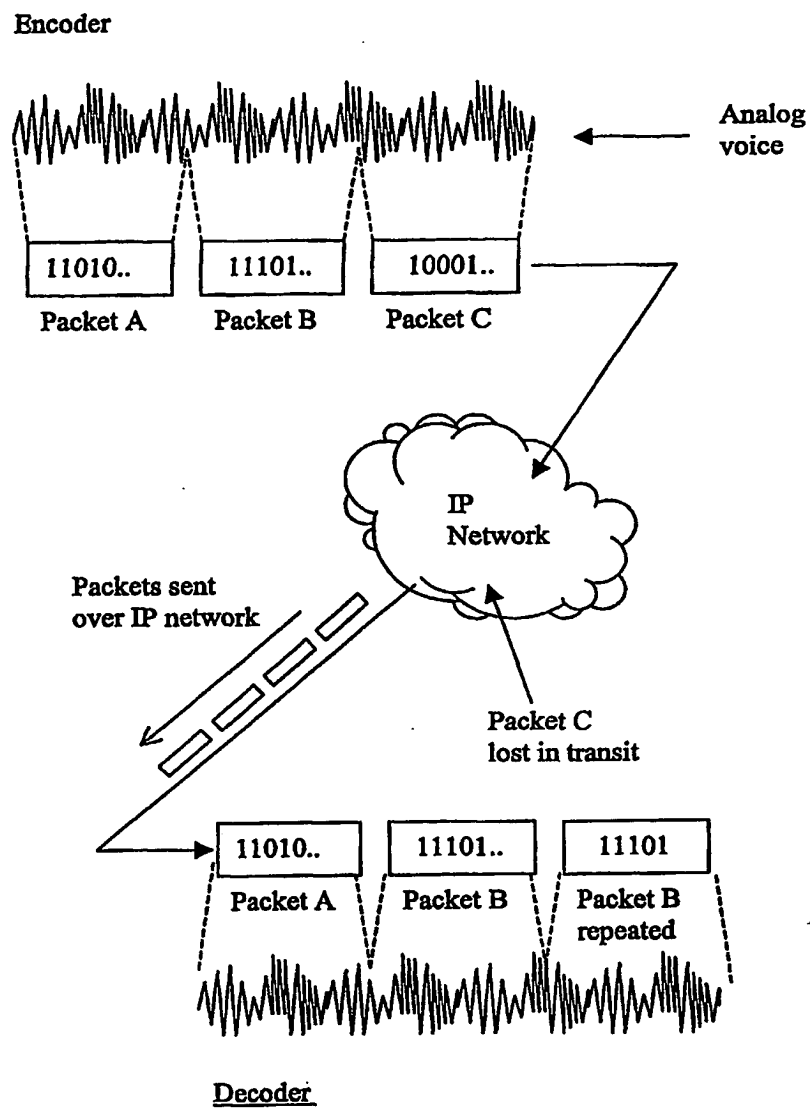 Encoder
Analog
voice
11010..
11101..
10001..
Packet A
Packet B
Packet C
IP
Network
Packets sent
over IP network
Packet C
lost in transit
11010..
11101..
11101
Packet A
Packet B
Packet B
repeated
Decoder